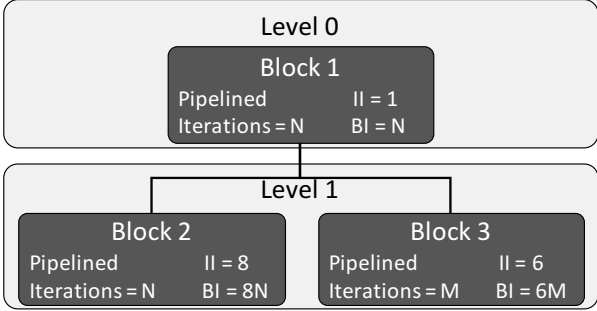 Level 0
Block 1
Pipelined II = 1
Iterations = N BI = N
Level 1
Block 2
Pipelined II = 8
Iterations = N BI = 8N
Block 3
Pipelined II = 6
Iterations = M BI = 6M